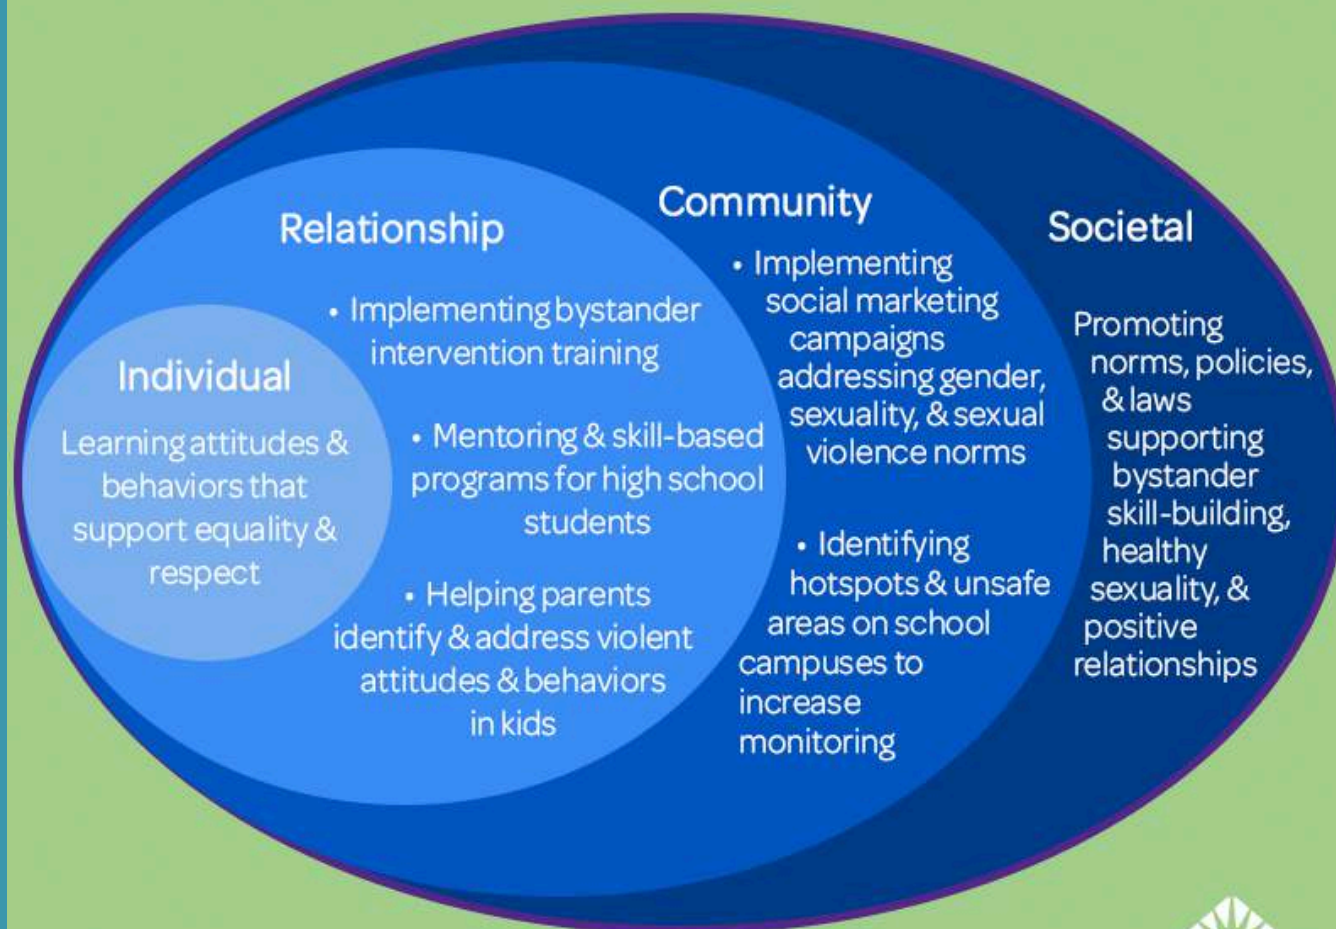 Individual
Learning attitudes &
behaviors that
support equality &
respect
Relationship
• Implementing bystander
intervention training
• Mentoring & skill-based
programs for high school
students
• Helping parents
identify & address violent
attitudes & behaviors
in kids
Community
• Implementing
social marketing
campaigns
addressing gender,
sexuality, & sexual
violence norms
• Identifying
hotspots & unsafe
areas on school
campuses to
increase
monitoring
Societal
Promoting
norms, policies,
& laws
supporting
bystander
skill-building,
healthy
sexuality, &
positive
relationships